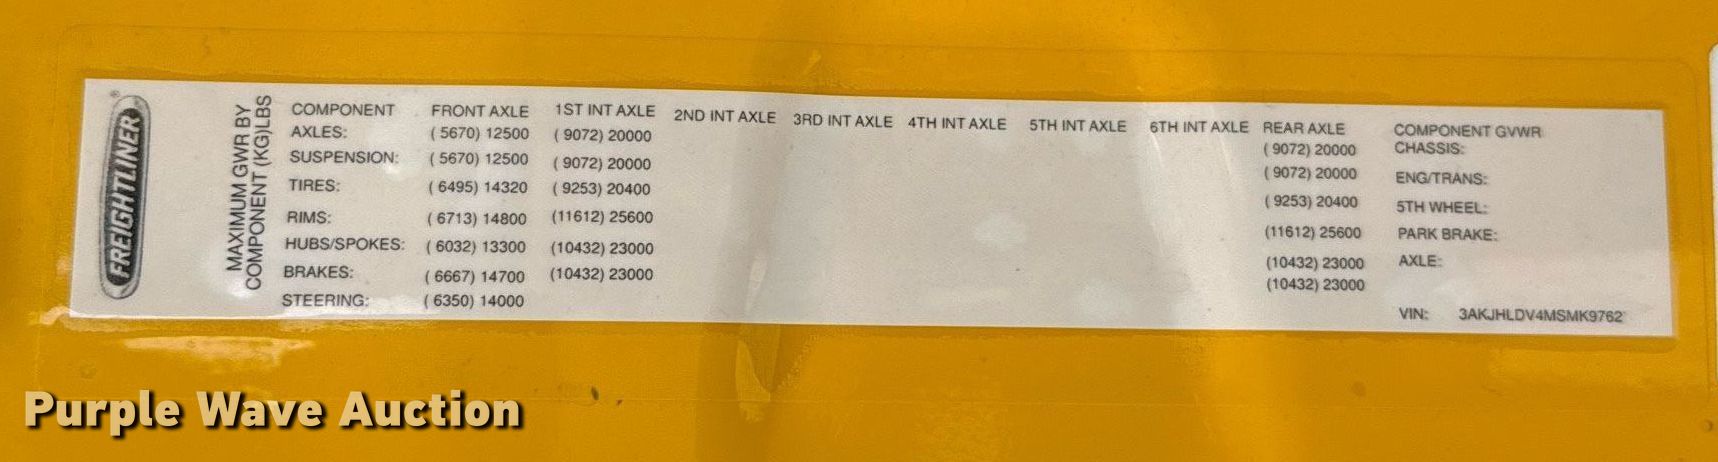 FREIGHTLINER®
MAXIMUM GWR BY
COMPONENT (KG)LBS
COMPONENT FRONT AXLE 1ST INT AXLE 2ND INT AXLE 3RD INT AXLE 4TH INT AXLE 5TH INT AXLE 6TH INT AXLE REAR AXLE COMPONENT GVWR
AXLES: ( 5670) 12500 ( 9072) 20000 ( 9072) 20000 CHASSIS:
SUSPENSION: ( 5670) 12500 ( 9072) 20000 ( 9072) 20000 ENG/TRANS:
TIRES: ( 6495) 14320 ( 9253) 20400 ( 9253) 20400 5TH WHEEL:
RIMS: ( 6713) 14800 (11612) 25600 (11612) 25600 PARK BRAKE:
HUBS/SPOKES: ( 6032) 13300 (10432) 23000 (10432) 23000 AXLE:
BRAKES: ( 6667) 14700 (10432) 23000 (10432) 23000
STEERING: ( 6350) 14000
VIN: 3AKJHLDV4MSMK9762
Purple Wave Auction